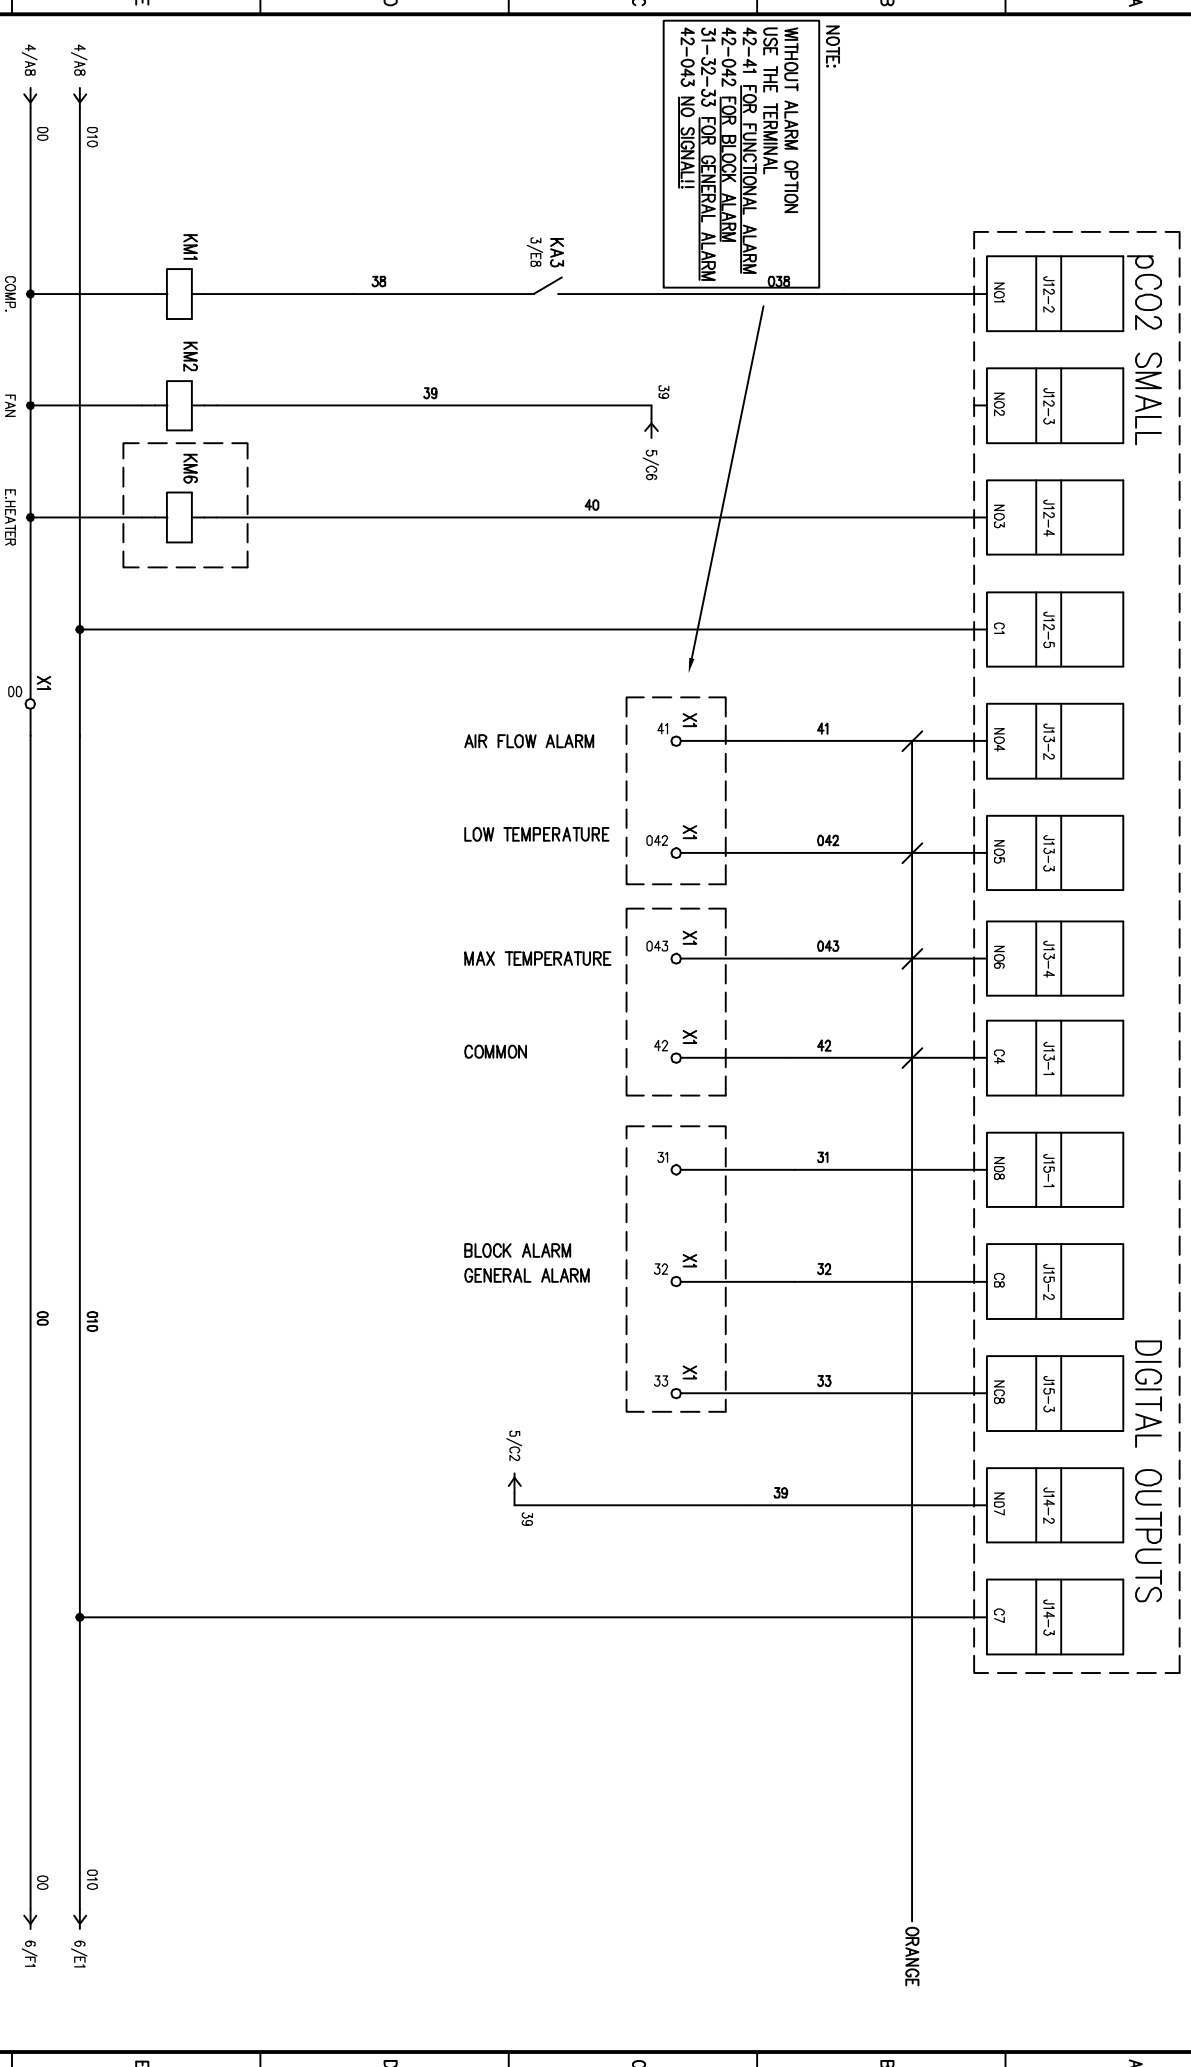 A
B
C
D
E
pCO2 SMALL
DIGITAL OUTPUTS
J12-2
J12-3
J12-4
J12-5
J13-2
J13-3
J13-4
J13-1
J15-1
J15-2
J15-3
J14-2
J14-3
NO1
NO2
NO3
C1
NO4
NO5
NO6
C4
NO8
C8
NC8
NO7
C7
ORANGE
NOTE:
WITHOUT ALARM OPTION
USE THE TERMINAL
42-41 FOR FUNCTIONAL ALARM
42-042 FOR BLOCK ALARM
31-32-33 FOR GENERAL ALARM
42-043 NO SIGNAL!!
038
41
042
043
42
31
32
33
39
X1
X1
X1
X1
X1
X1
41
042
043
42
31
32
33
39
5/C6
40
KA3
3/E8
38
39
AIR FLOW ALARM
LOW TEMPERATURE
MAX TEMPERATURE
COMMON
BLOCK ALARM
GENERAL ALARM
5/C2
39
KM1
KM2
KM6
4/A8
010
010
010
6/E1
4/A8
00
X1
00
00
00
6/F1
COMP.
FAN
E.HEATER
A
B
C
D
E